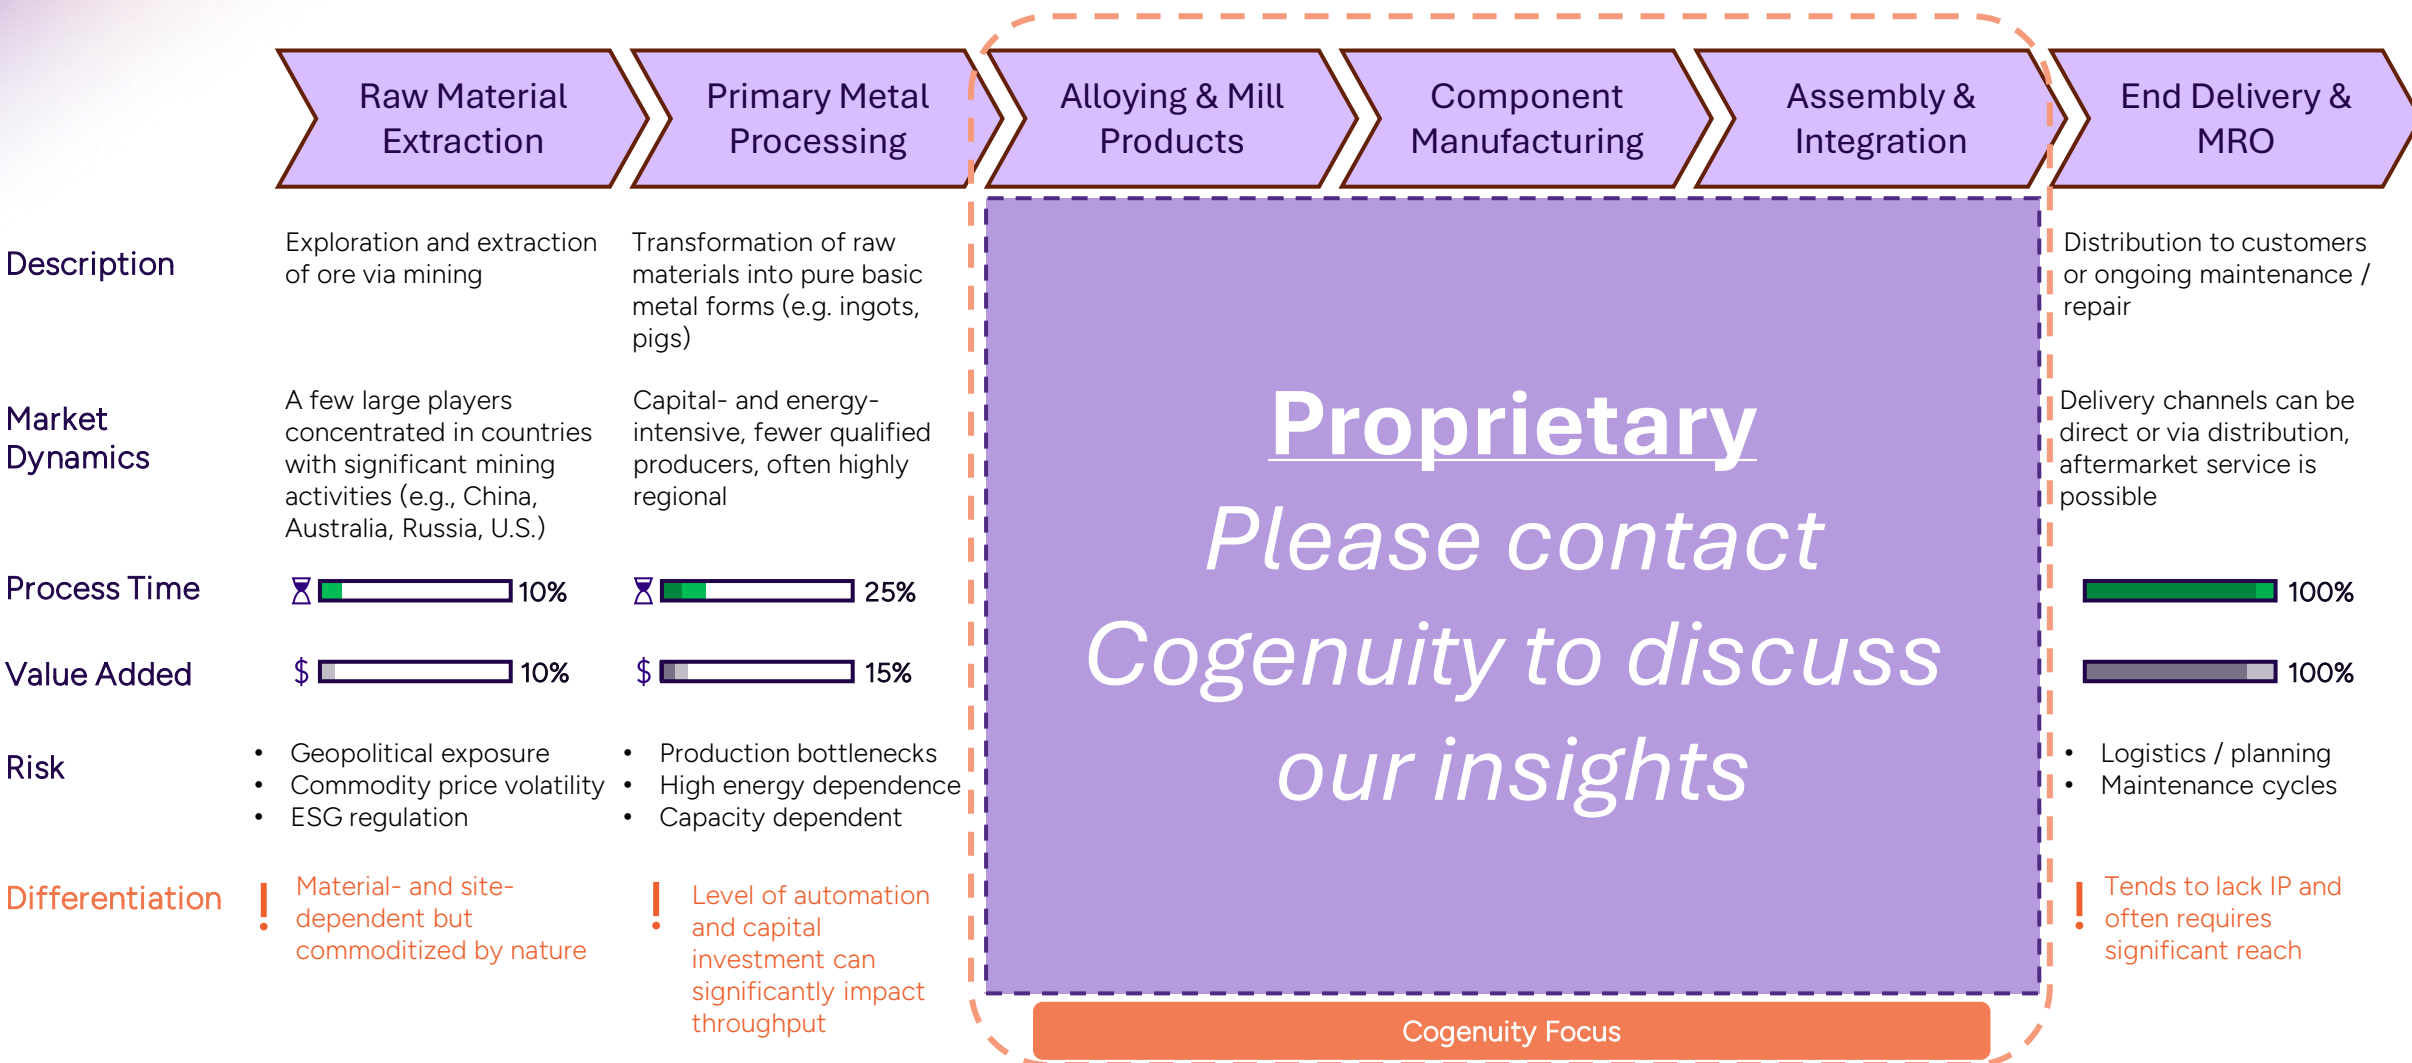 Raw Material
Extraction
Primary Metal
Processing
Alloying & Mill
Products
Component
Manufacturing
Assembly &
Integration
End Delivery &
MRO
Description
Exploration and extraction
of ore via mining
Transformation of raw
materials into pure basic
metal forms (e.g. ingots,
pigs)
Distribution to customers
or ongoing maintenance /
repair
Market
Dynamics
A few large players
concentrated in countries
with significant mining
activities (e.g., China,
Australia, Russia, U.S.)
Capital- and energy-
intensive, fewer qualified
producers, often highly
regional
Delivery channels can be
direct or via distribution,
aftermarket service is
possible
Proprietary
Please contact
Cogenuity to discuss
our insights
Process Time
10%
25%
100%
Value Added
$ 10%
$ 15%
100%
Risk
• Geopolitical exposure
• Commodity price volatility
• ESG regulation
• Production bottlenecks
• High energy dependence
• Capacity dependent
• Logistics / planning
• Maintenance cycles
Differentiation
! Material- and site-
dependent but
commoditized by nature
! Level of automation
and capital
investment can
significantly impact
throughput
! Tends to lack IP and
often requires
significant reach
Cogenuity Focus